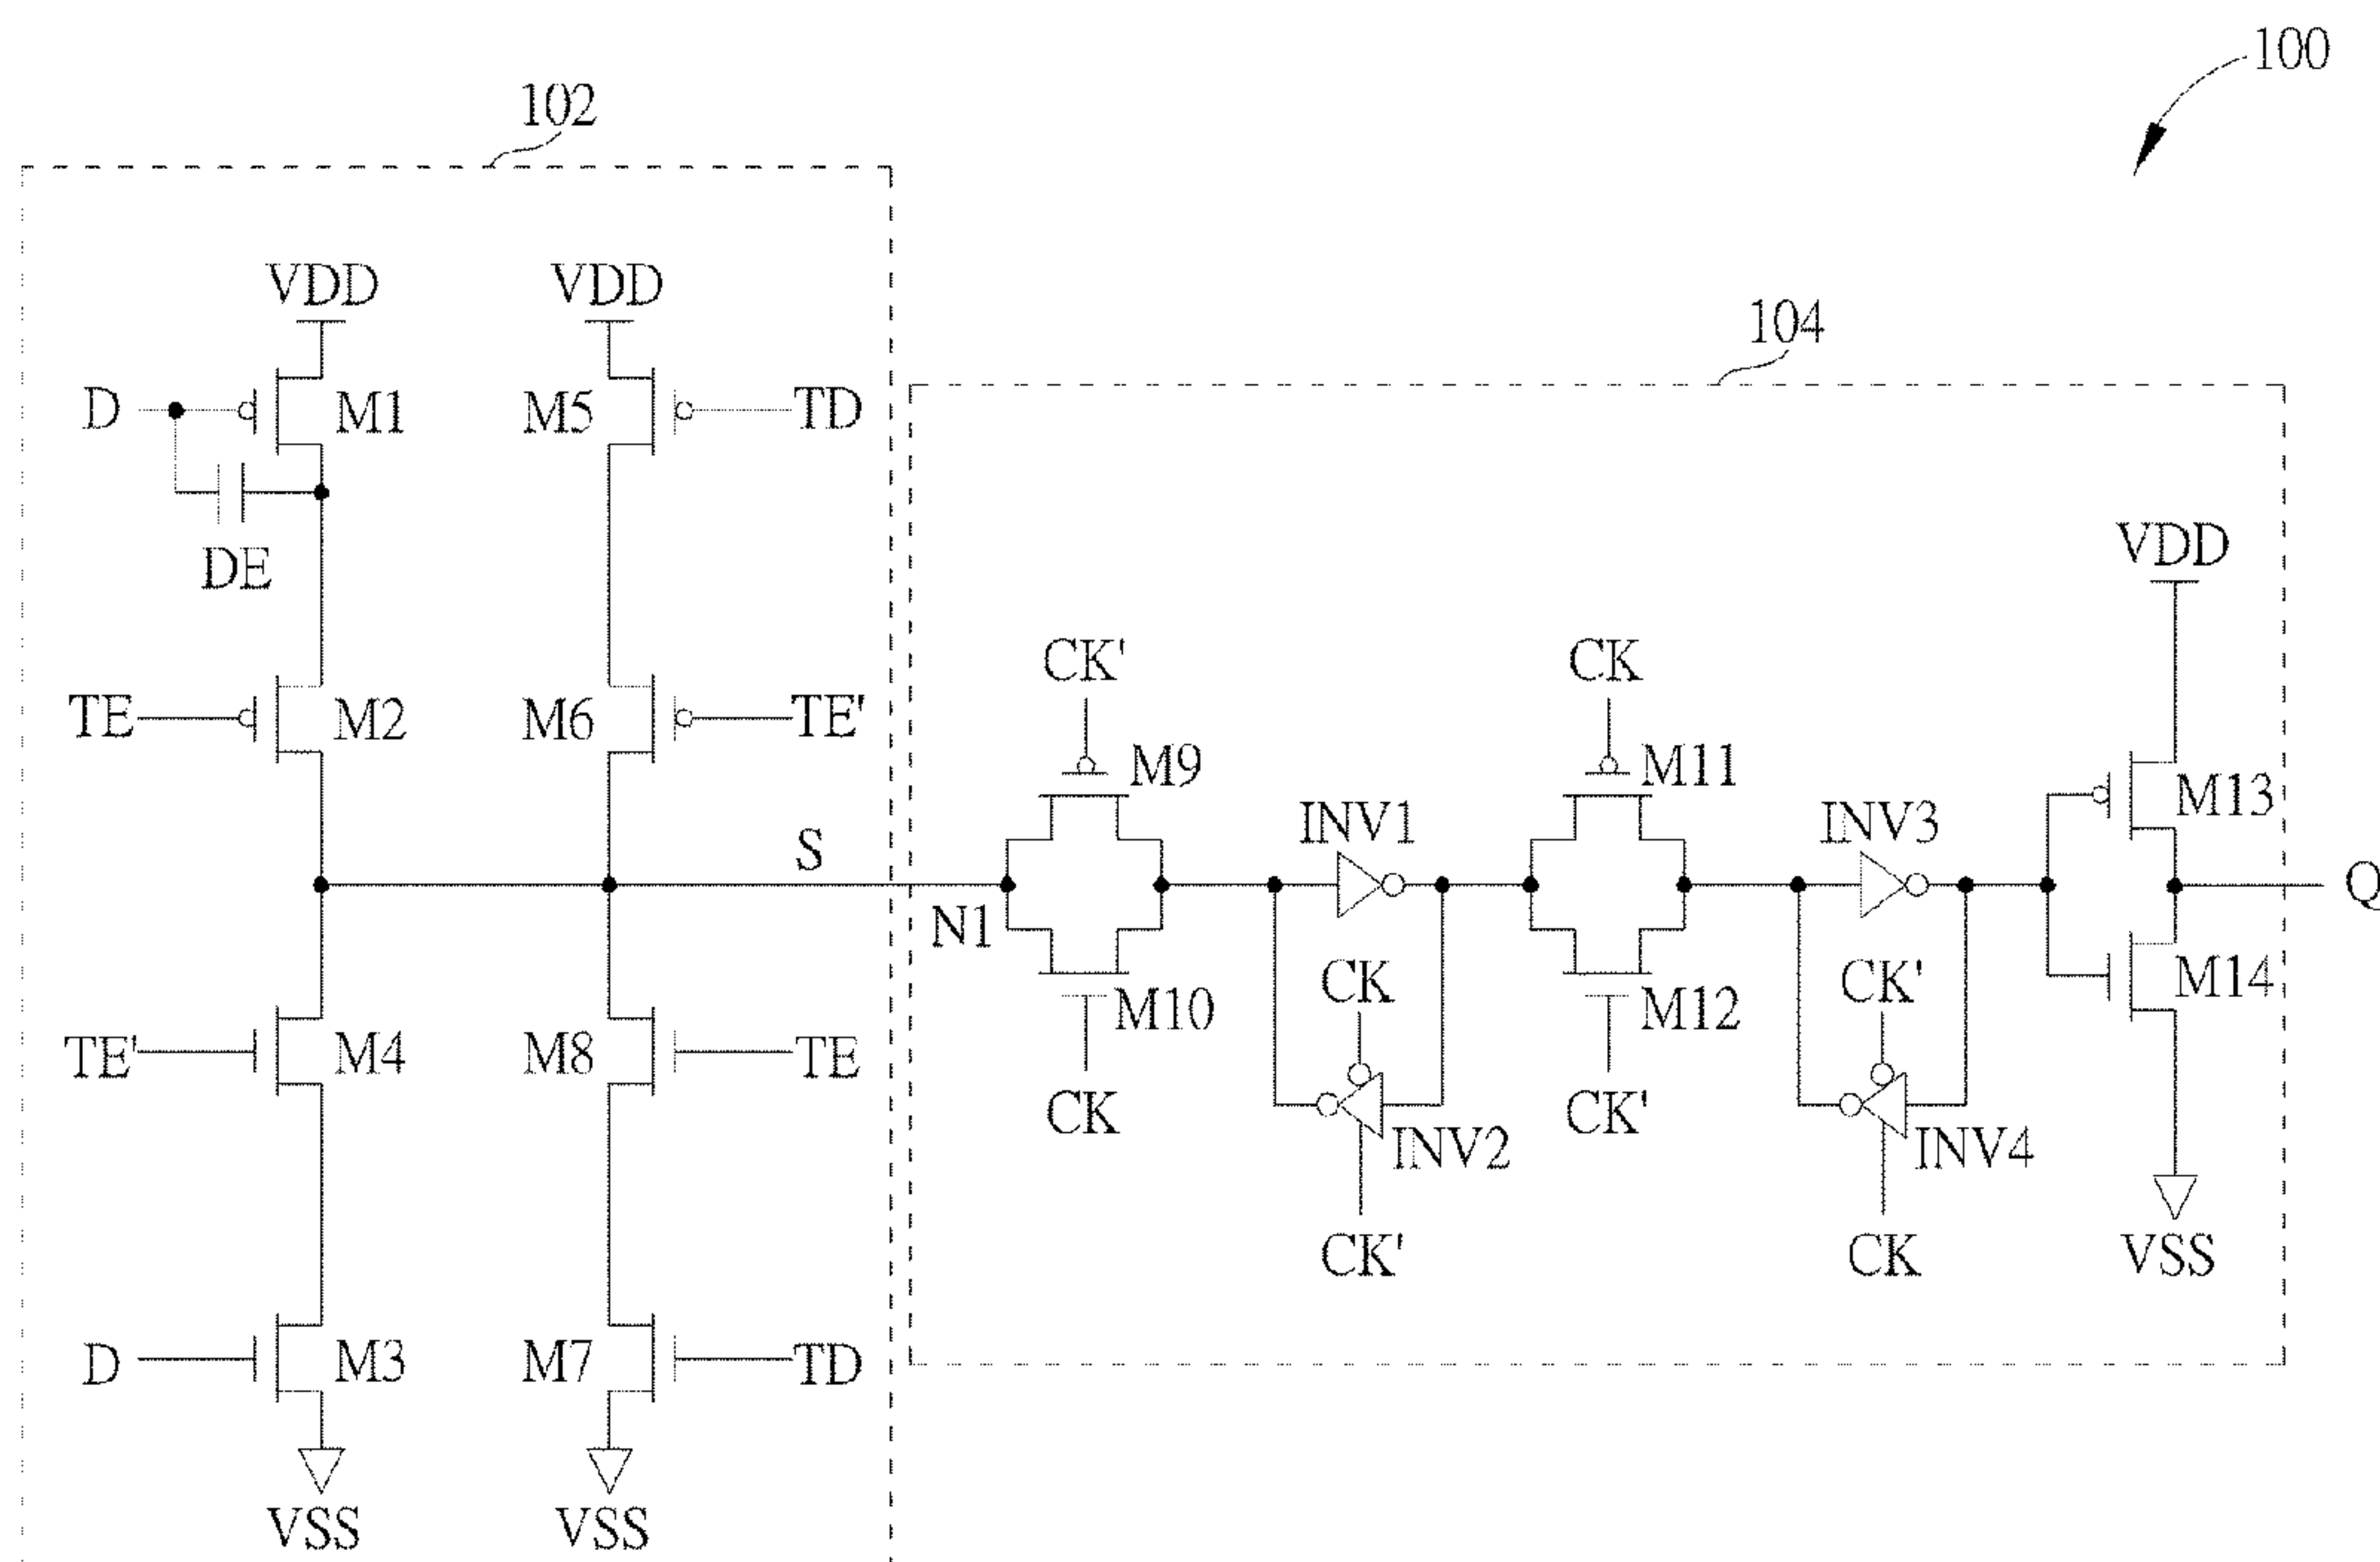 100
102
VDD VDD
104
D M1 M5 TD
DE
VDD
CK' CK
TE M2 M6 TE'
M9 M11
M13
S INV1 INV3
Q
N1
CK CK'
M10 M12 M14
TE' M4 M8 TE
CK CK'
INV2 INV4
CK' CK VSS
D M3 M7 TD
VSS VSS